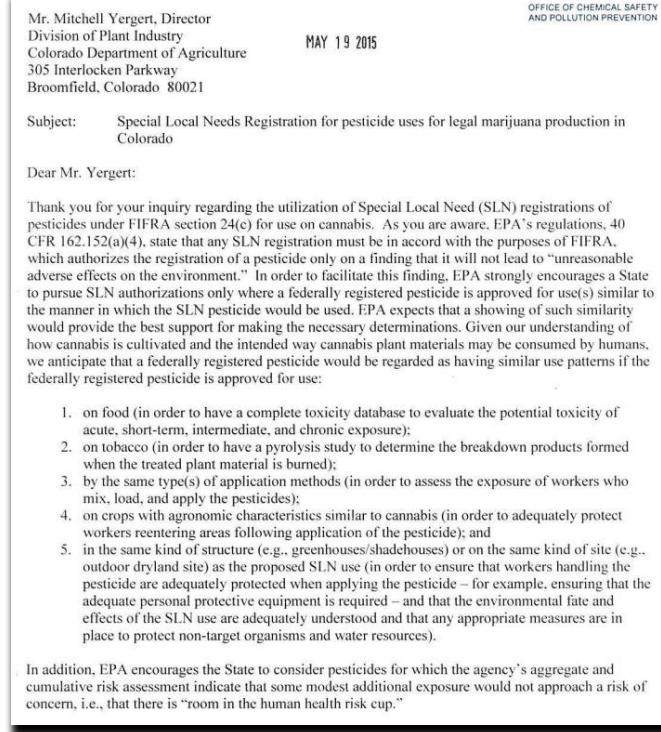 OFFICE OF CHEMICAL SAFETY
AND POLLUTION PREVENTION
Mr. Mitchell Yergert, Director
Division of Plant Industry
Colorado Department of Agriculture
305 Interlocken Parkway
Broomfield, Colorado 80021
MAY 19 2015
Subject: Special Local Needs Registration for pesticide uses for legal marijuana production in
Colorado
Dear Mr. Yergert:
Thank you for your inquiry regarding the utilization of Special Local Need (SLN) registrations of
pesticides under FIFRA section 24(c) for use on cannabis. As you are aware, EPA's regulations, 40
CFR 162.152(a)(4), state that any SLN registration must be in accord with the purposes of FIFRA,
which authorizes the registration of a pesticide only on a finding that it will not lead to "unreasonable
adverse effects on the environment." In order to facilitate this finding, EPA strongly encourages a State
to pursue SLN authorizations only where a federally registered pesticide is approved for use(s) similar to
the manner in which the SLN pesticide would be used. EPA expects that a showing of such similarity
would provide the best support for making the necessary determinations. Given our understanding of
how cannabis is cultivated and the intended way cannabis plant materials may be consumed by humans,
we anticipate that a federally registered pesticide would be regarded as having similar use patterns if the
federally registered pesticide is approved for use:
1. on food (in order to have a complete toxicity database to evaluate the potential toxicity of
acute, short-term, intermediate, and chronic exposure);
2. on tobacco (in order to have a pyrolysis study to determine the breakdown products formed
when the treated plant material is burned);
3. by the same type(s) of application methods (in order to assess the exposure of workers who
mix, load, and apply the pesticides);
4. on crops with agronomic characteristics similar to cannabis (in order to adequately protect
workers reentering areas following application of the pesticide); and
5. in the same kind of structure (e.g., greenhouses/shadehouses) or on the same kind of site (e.g.,
outdoor dryland site) as the proposed SLN use (in order to ensure that workers handling the
pesticide are adequately protected when applying the pesticide – for example, ensuring that the
adequate personal protective equipment is required – and that the environmental fate and
effects of the SLN use are adequately understood and that any appropriate measures are in
place to protect non-target organisms and water resources).
In addition, EPA encourages the State to consider pesticides for which the agency's aggregate and
cumulative risk assessment indicate that some modest additional exposure would not approach a risk of
concern, i.e., that there is "room in the human health risk cup."